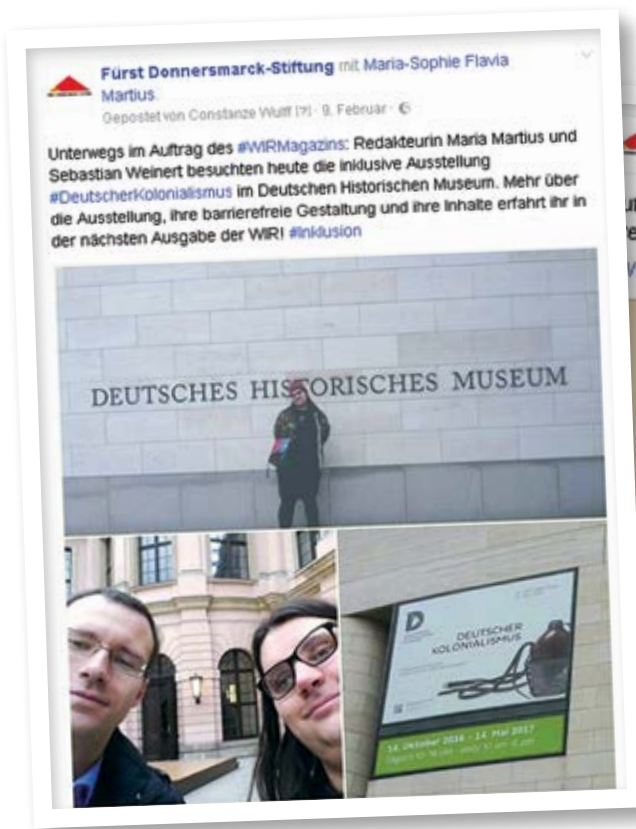 Fürst Donnersmarck-Stiftung mit Maria-Sophie Flavia
Martius.
Gepostet von Constanze Wulff [?] · 9. Februar ·
Unterwegs im Auftrag des #WIRMagazins: Redakteurin Maria Martius und
Sebastian Weinert besuchten heute die inklusive Ausstellung
#DeutscherKolonialismus im Deutschen Historischen Museum. Mehr über
die Ausstellung, ihre barrierefreie Gestaltung und ihre Inhalte erfahrt ihr in
der nächsten Ausgabe der WIR! #Inklusion
DEUTSCHES HISTORISCHES MUSEUM
D
DEUTSCHER
KOLONIALISMUS
14. Oktober 2016 – 14. Mai 2017